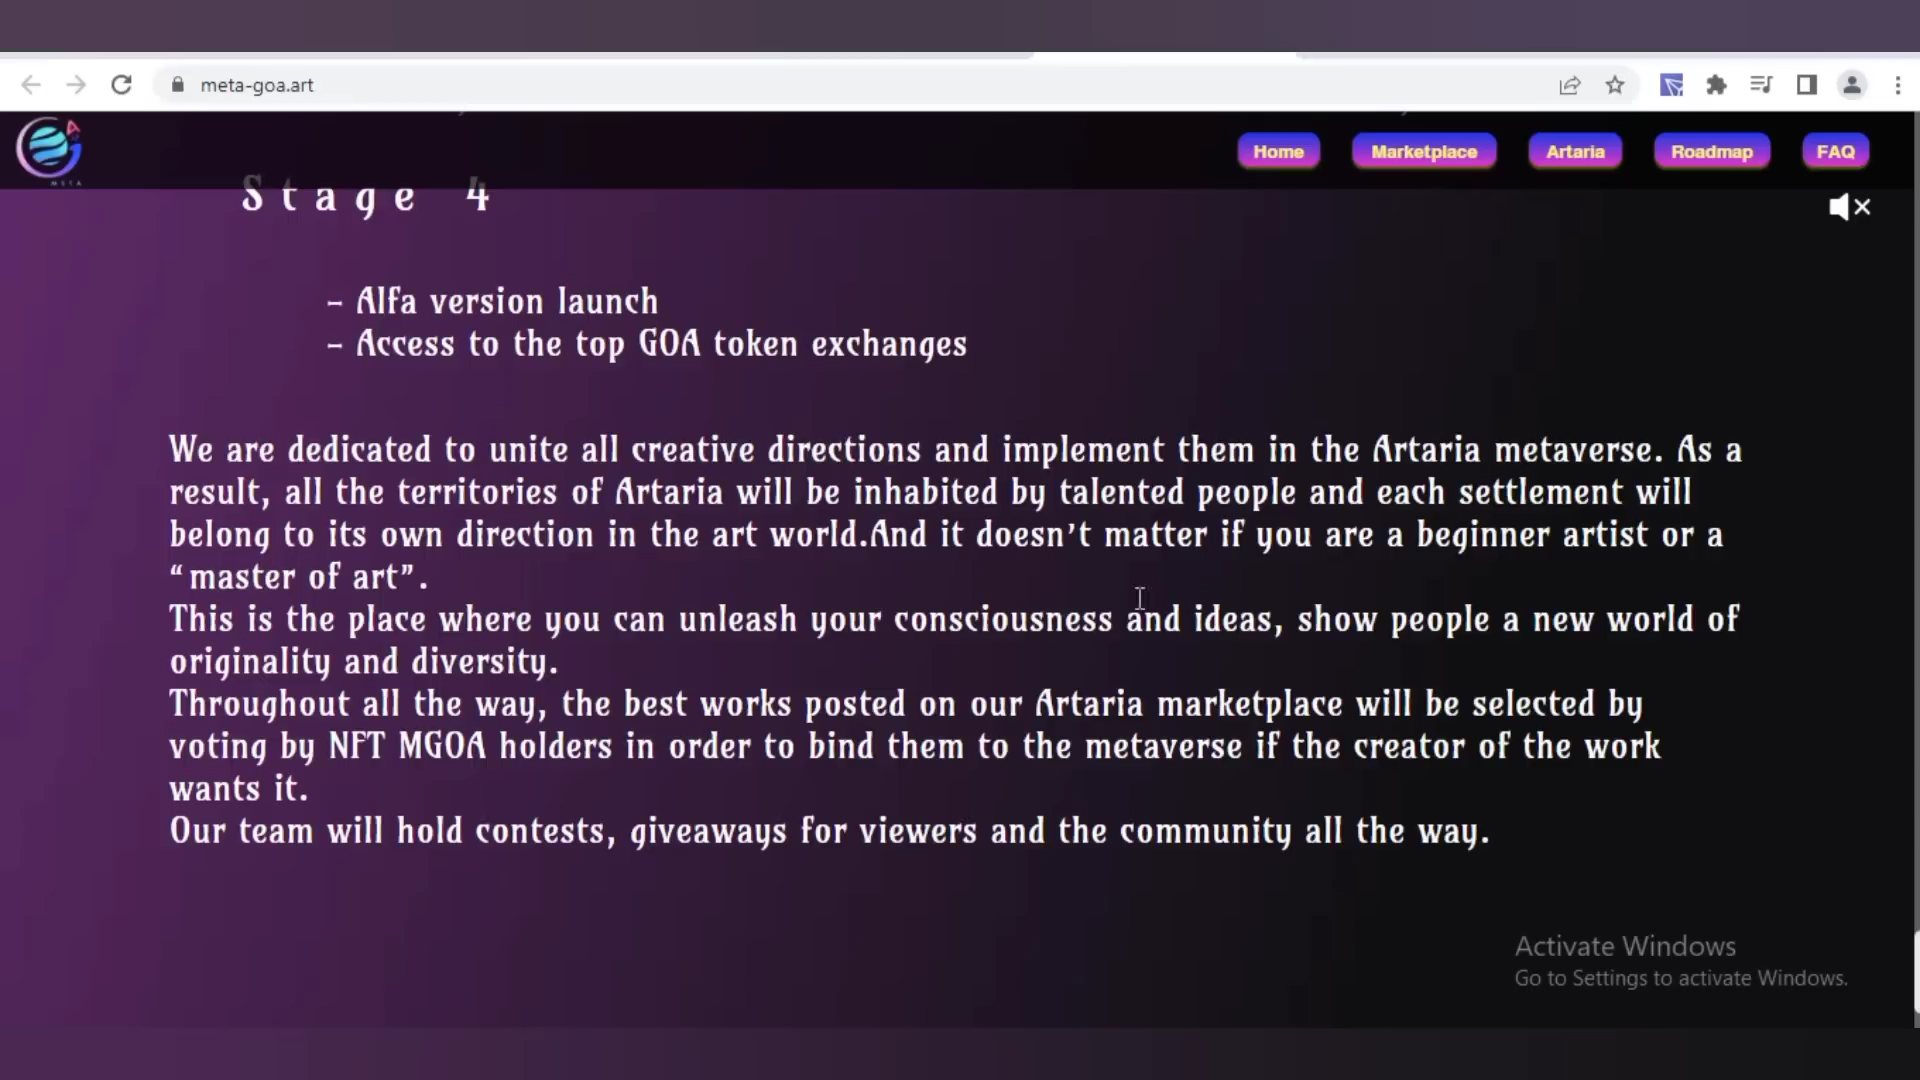 meta-goa.art
META
Home
Marketplace
Artaria
Roadmap
FAQ
Stage 4
- Alfa version launch
- Access to the top GOA token exchanges
We are dedicated to unite all creative directions and implement them in the Artaria metaverse. As a
result, all the territories of Artaria will be inhabited by talented people and each settlement will
belong to its own direction in the art world.And it doesn't matter if you are a beginner artist or a
“master of art”.
This is the place where you can unleash your consciousness and ideas, show people a new world of
originality and diversity.
Throughout all the way, the best works posted on our Artaria marketplace will be selected by
voting by NFT MGOA holders in order to bind them to the metaverse if the creator of the work
wants it.
Our team will hold contests, giveaways for viewers and the community all the way.
Activate Windows
Go to Settings to activate Windows.